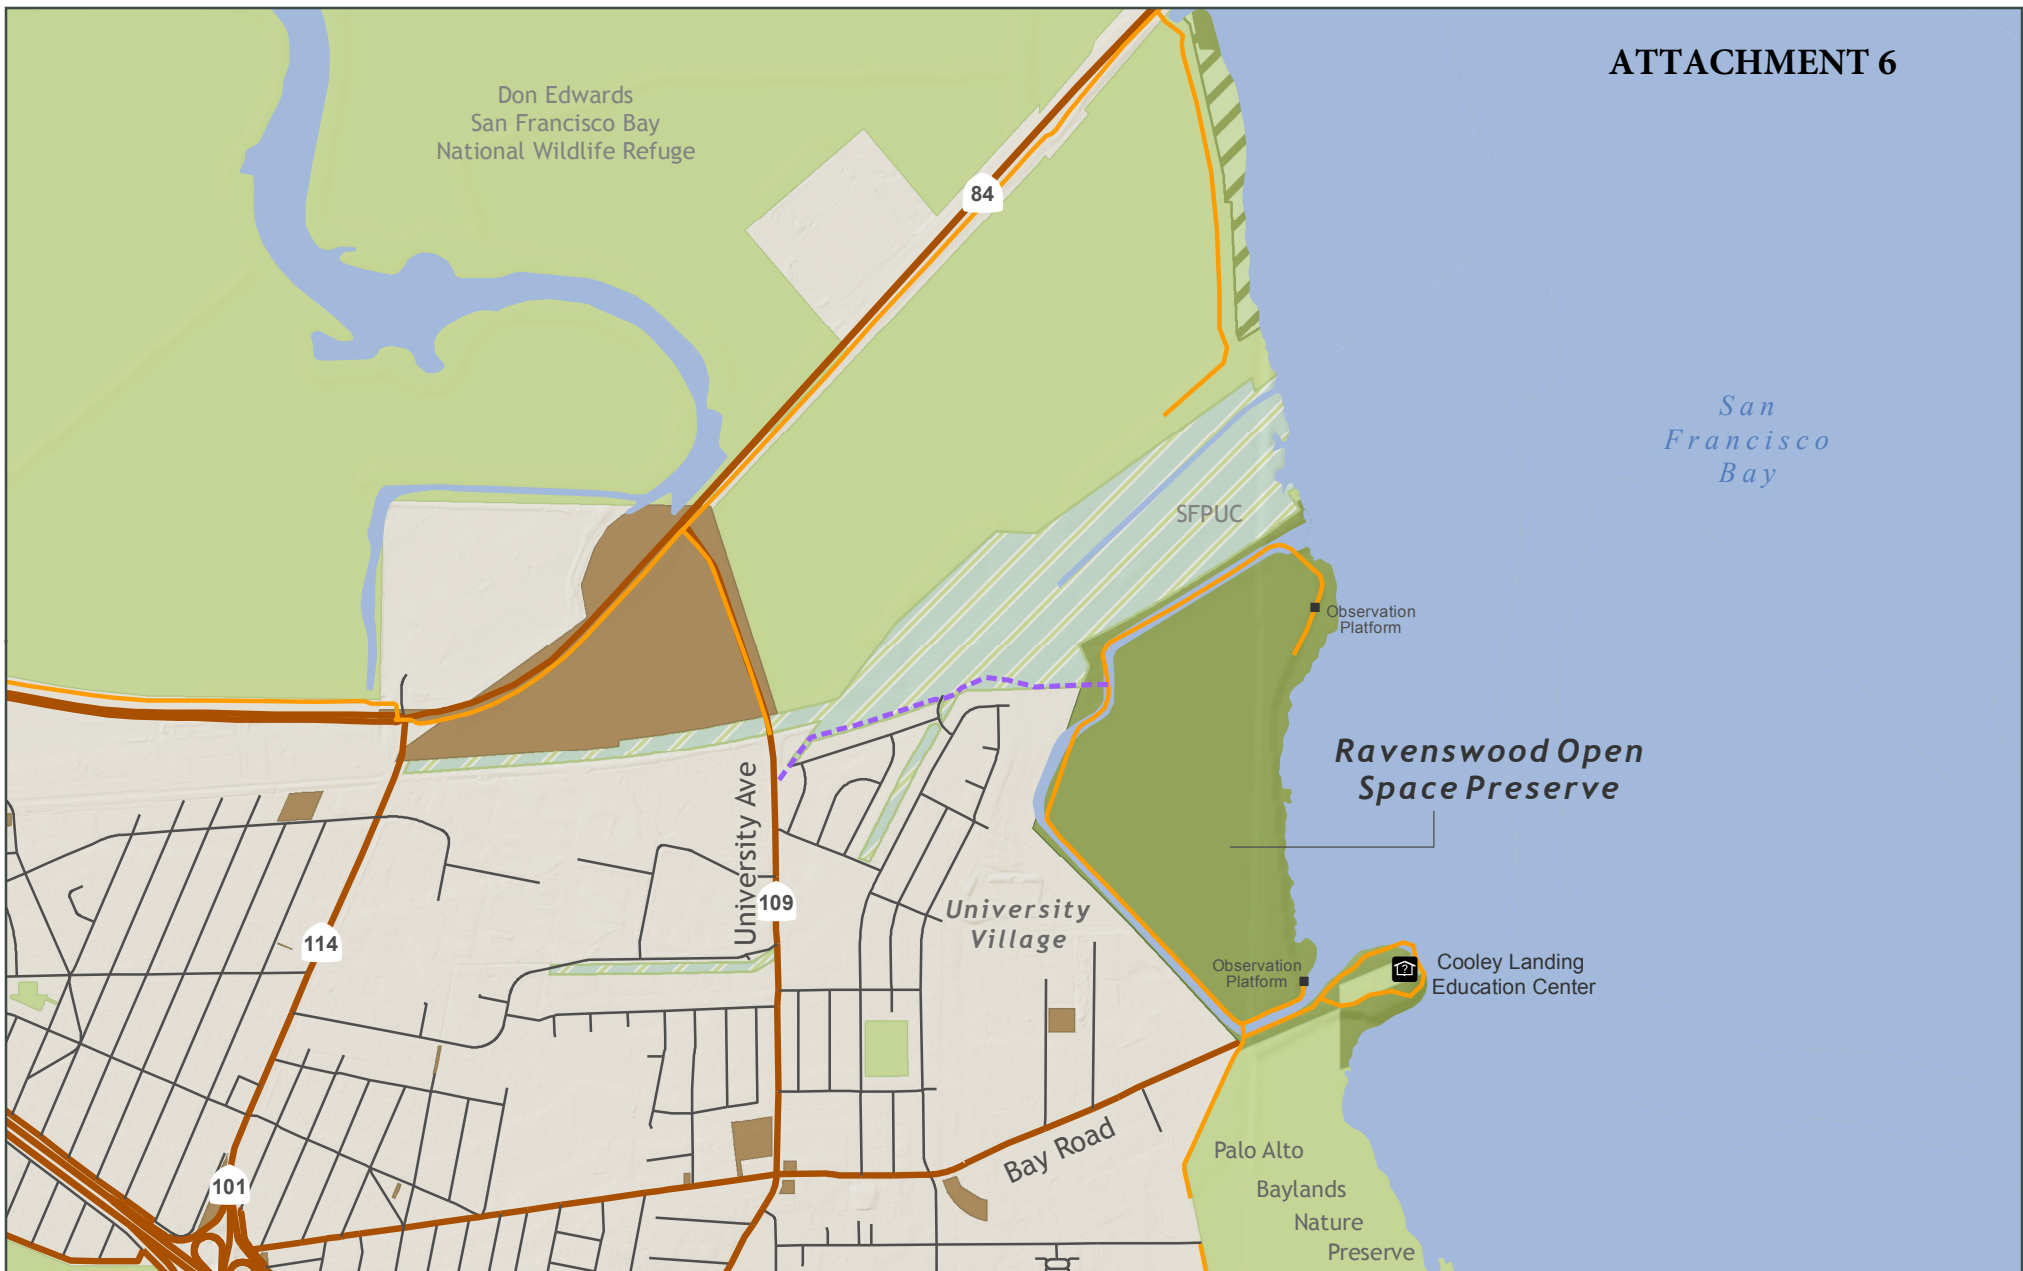 ATTACHMENT 6
Don Edwards
San Francisco Bay
National Wildlife Refuge
84
San
Francisco
Bay
SFPUC
Observation
Platform
Ravenswood Open
Space Preserve
University Ave
109
University
Village
114
Observation
Platform
?
Cooley Landing
Education Center
Bay Road
Palo Alto
Baylands
Nature
Preserve
101